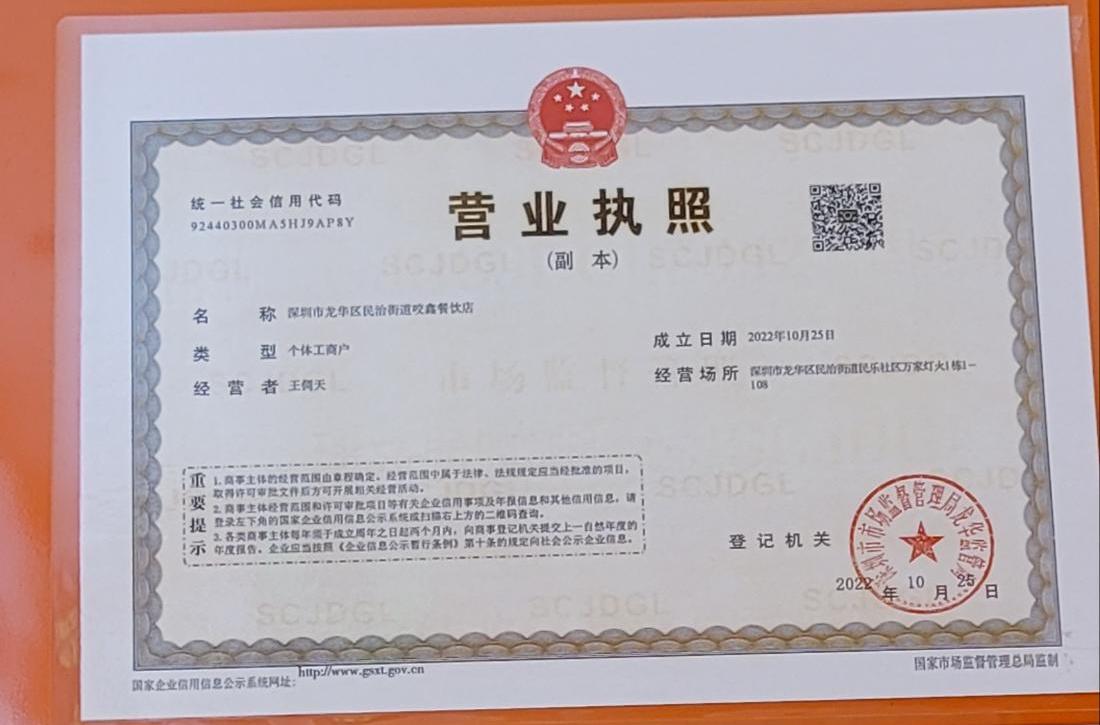 统一社会信用代码
92440300MA5HJ9AP8Y
营业执照
(副 本)
名 称 深圳市龙华区民治街道咬鑫餐饮店
类 型 个体工商户
经 营 者 王倜天
成立日期 2022年10月25日
经营场所 深圳市龙华区民治街道民乐社区万家灯火1栋1-
108
重要提示
1. 商事主体的经营范围由章程确定。经营范围中属于法律、法规规定应当经批准的项目，
取得许可审批文件后方可开展相关经营活动。
2. 商事主体经营范围和许可审批项目等有关企业信用事项及年报信息和其他信用信息，请
登录左下角的国家企业信用信息公示系统或扫描右上方的二维码查询。
3. 各类商事主体每年须于成立周年之日起两个月内，向商事登记机关提交上一自然年度的
年度报告。企业应当按照《企业信息公示暂行条例》第十条的规定向社会公示企业信息。
登记机关
深圳市市场监督管理局龙华监管局
2022 年 10 月 25 日
国家企业信用信息公示系统网址：
http://www.gsxt.gov.cn
国家市场监督管理总局监制
SCJDGL
市场监督管理